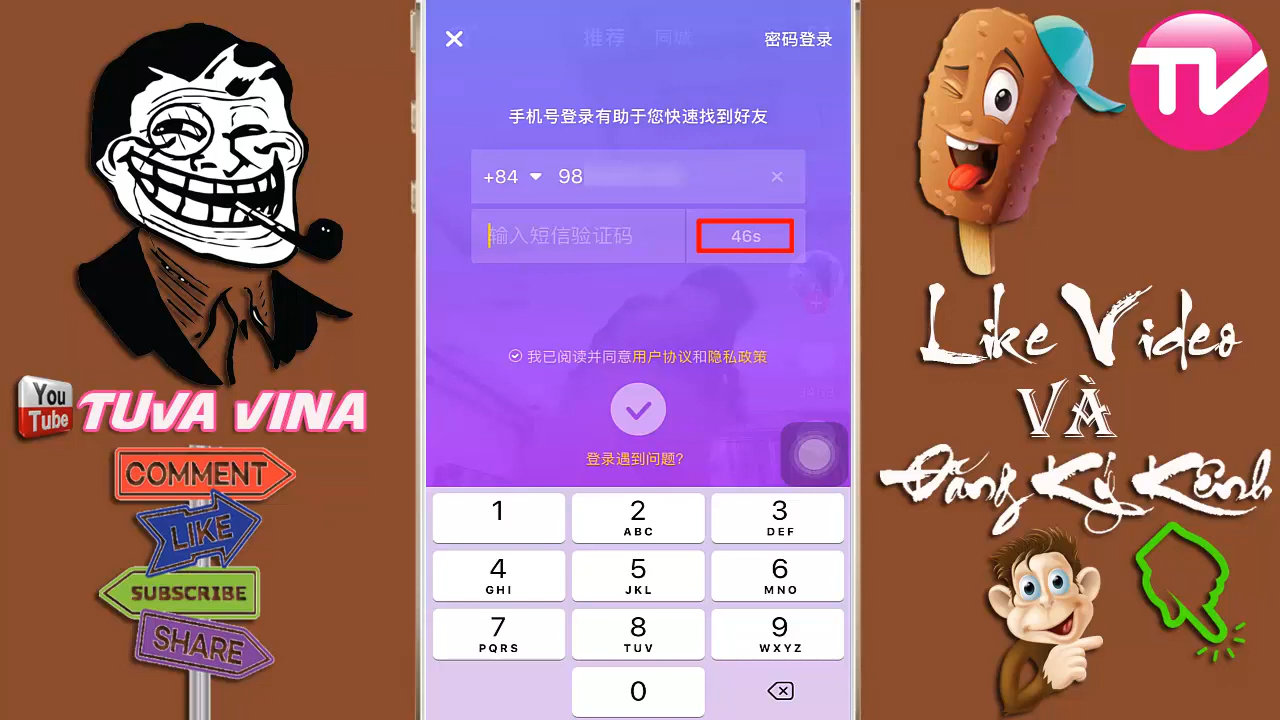 推荐 同城
密码登录
手机号登录有助于您快速找到好友
+84 98
输入短信验证码
46s
我已阅读并同意用户协议和隐私政策
登录遇到问题?
1
2
ABC
3
DEF
4
GHI
5
JKL
6
MNO
7
PQRS
8
TUV
9
WXYZ
0
You
Tube
TUVA VINA
COMMENT
LIKE
SUBSCRIBE
SHARE
TV
Like Video
VÀ
Đăng Ký Kênh